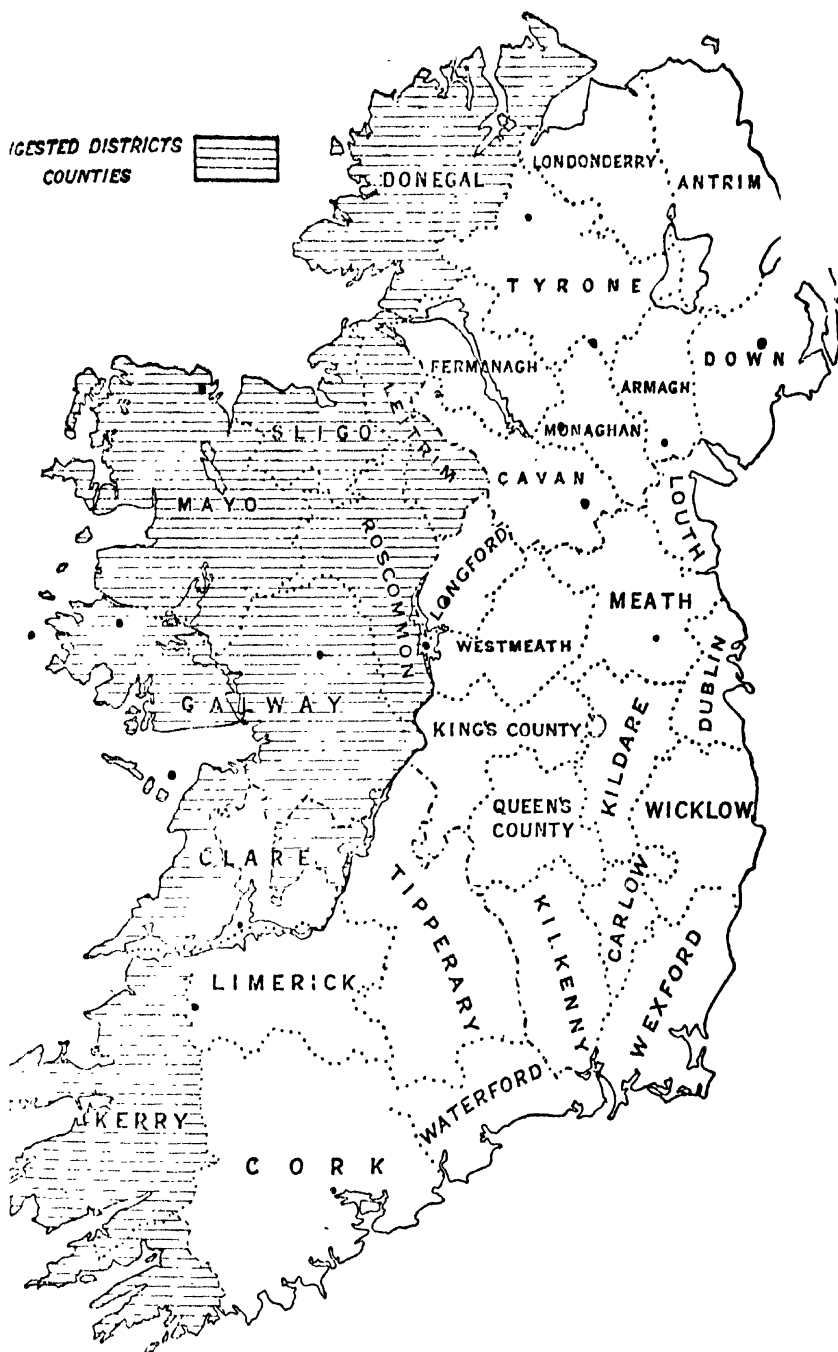 IGESTED DISTRICTS
COUNTIES
DONEGAL
LONDONDERRY
ANTRIM
TYRONE
FERMANAGH
DOWN
ARMAGH
MONAGHAN
LEITRIM
SLIGO
CAVAN
LOUTH
MAYO
ROSCOMMON
LONGFORD
MEATH
WESTMEATH
DUBLIN
GALWAY
KING'S COUNTY
KILDARE
QUEEN'S
COUNTY
WICKLOW
CLARE
TIPPERARY
CARLOW
KILKENNY
WEXFORD
LIMERICK
WATERFORD
KERRY
CORK